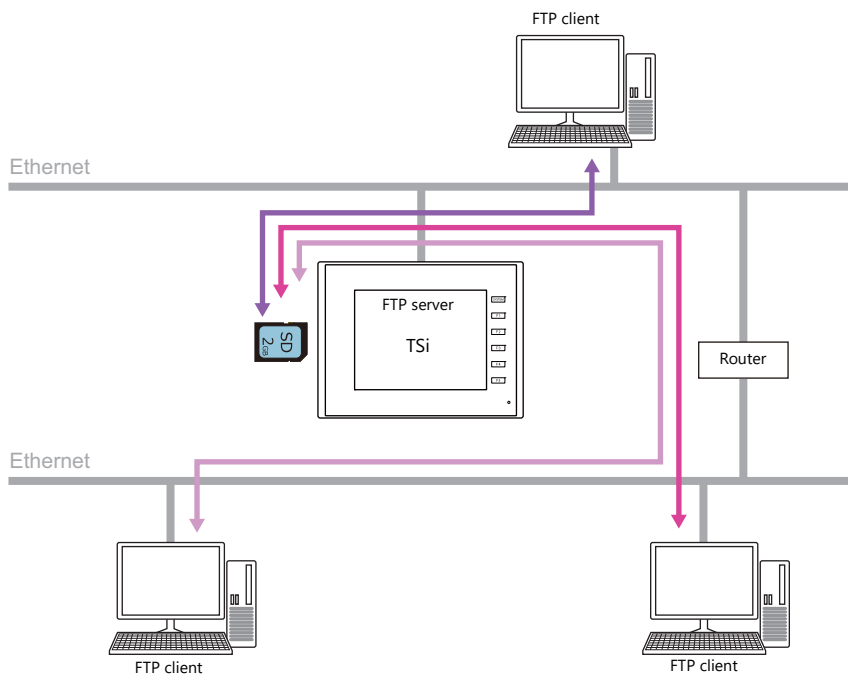 FTP client
Ethernet
FTP server
TSi
SD
2GB
Router
Ethernet
FTP client
FTP client